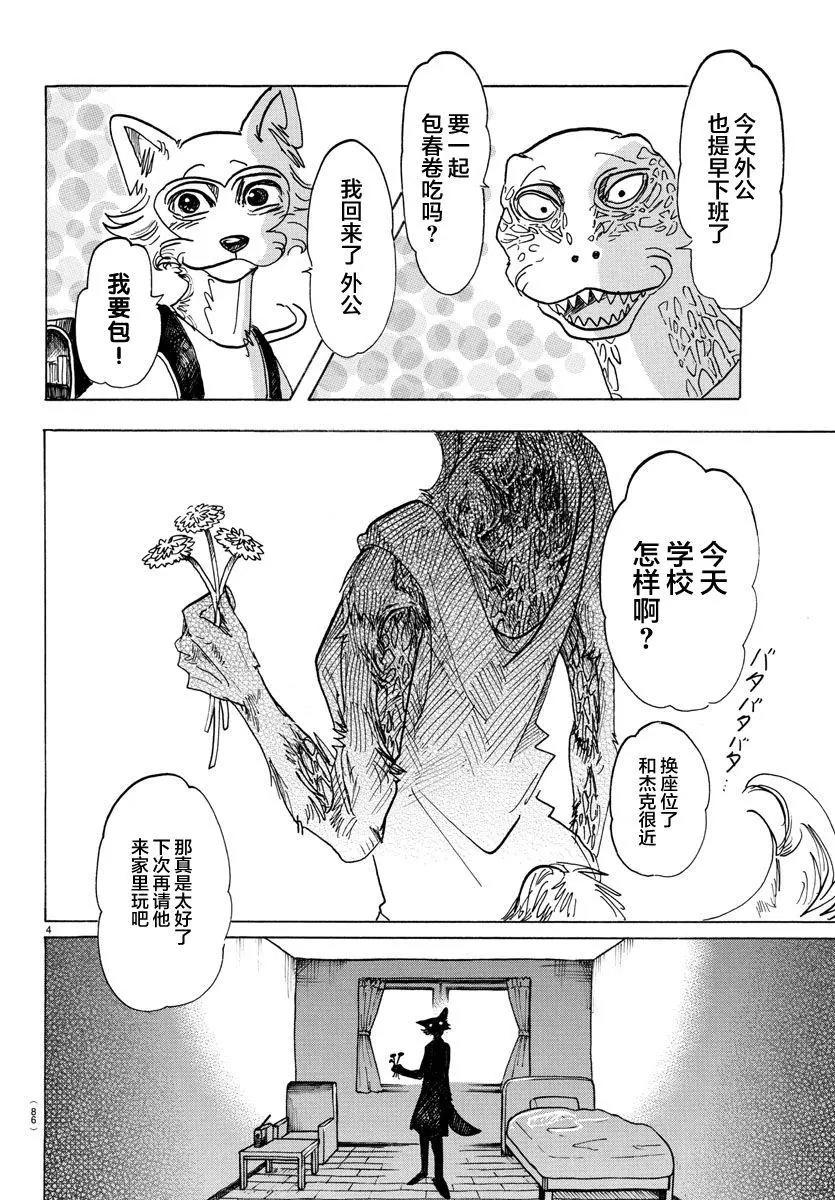 今天外公
也提早下班了
要一起
包春卷吃吗？
我回来了 外公
我要包！
今天
学校
怎样啊？
バタバタバタ…
换座位了
和杰克很近
那真是太好了
下次再请他
来家里玩吧
4
（86）